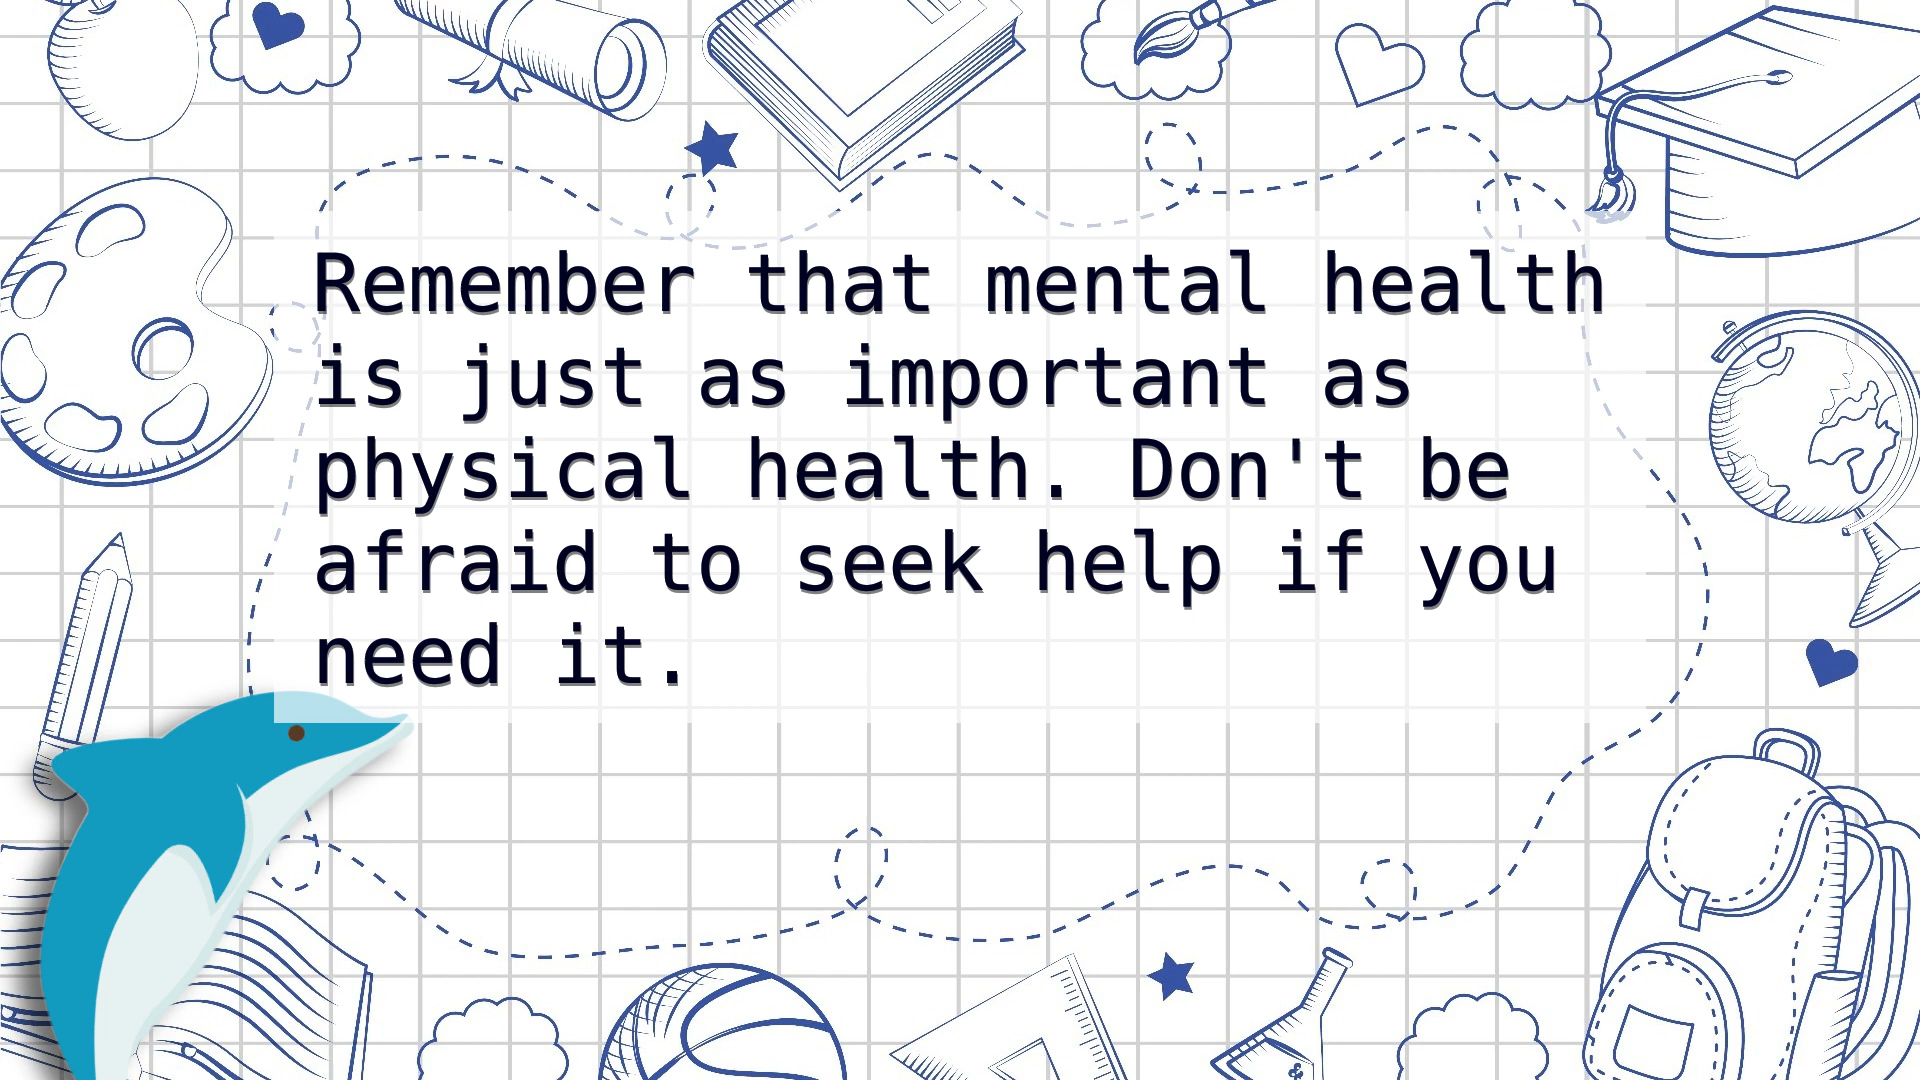 Remember that mental health
is just as important as
physical health. Don't be
afraid to seek help if you
need it.